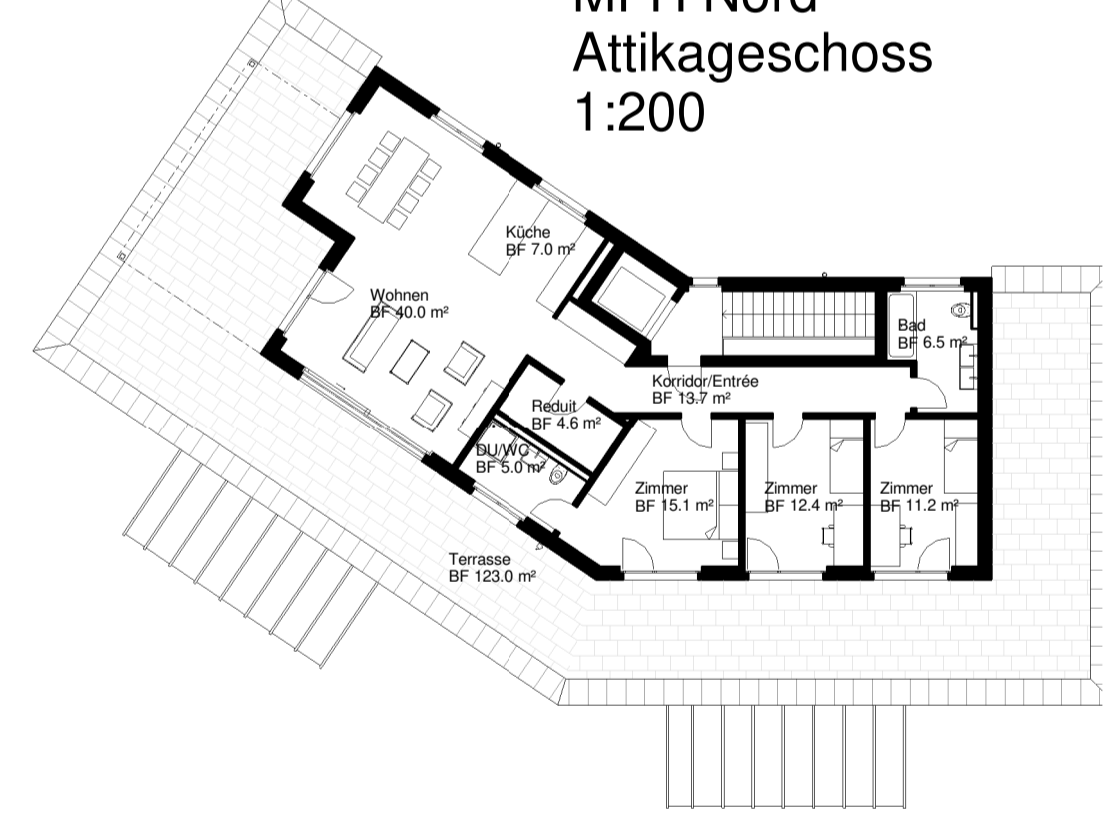 Nord
Attikageschoss
1:200
Küche
BF 7.0 m²
Wohnen
BF 40.0 m²
Bad
BF 6.5 m²
Korridor/Entrée
BF 13.7 m²
Reduit
BF 4.6 m²
DU/WC
BF 5.0 m²
Zimmer
BF 15.1 m²
Zimmer
BF 12.4 m²
Zimmer
BF 11.2 m²
Terrasse
BF 123.0 m²